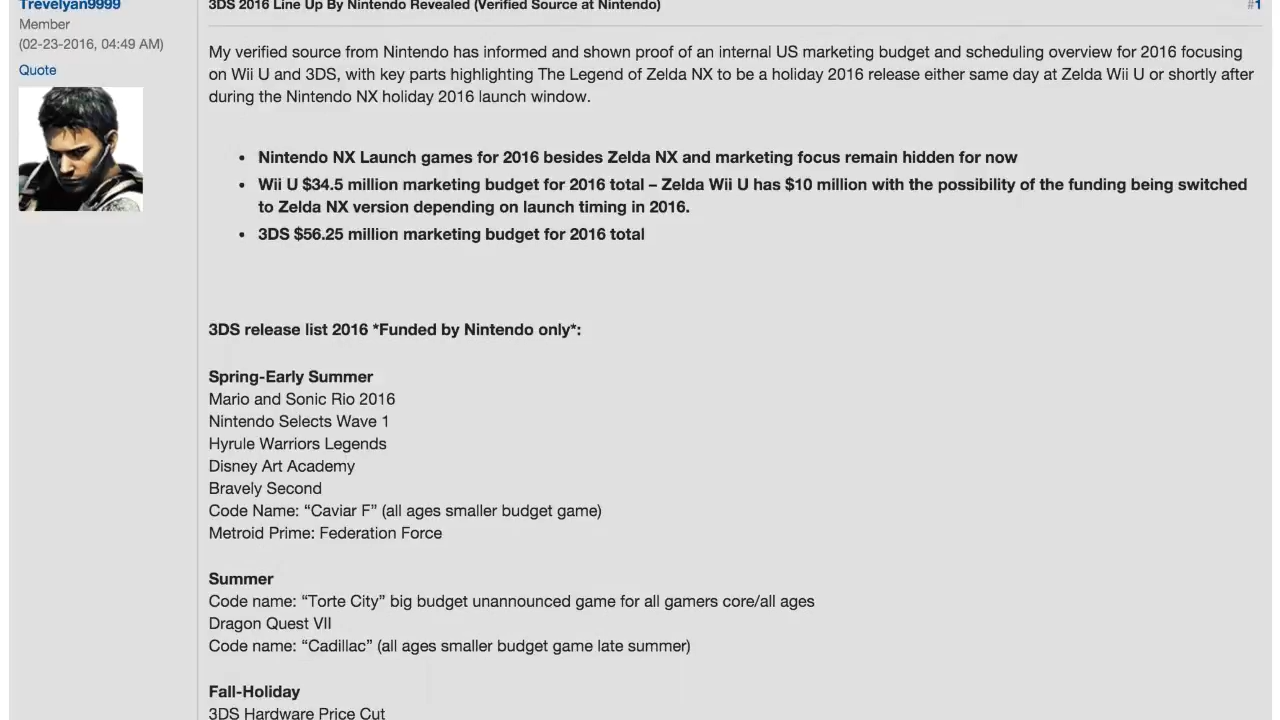 Trevelyan9999
Member
(02-23-2016, 04:49 AM)
Quote
3DS 2016 Line Up By Nintendo Revealed (Verified Source at Nintendo)
#1
My verified source from Nintendo has informed and shown proof of an internal US marketing budget and scheduling overview for 2016 focusing
on Wii U and 3DS, with key parts highlighting The Legend of Zelda NX to be a holiday 2016 release either same day at Zelda Wii U or shortly after
during the Nintendo NX holiday 2016 launch window.
• Nintendo NX Launch games for 2016 besides Zelda NX and marketing focus remain hidden for now
• Wii U $34.5 million marketing budget for 2016 total – Zelda Wii U has $10 million with the possibility of the funding being switched
to Zelda NX version depending on launch timing in 2016.
• 3DS $56.25 million marketing budget for 2016 total
3DS release list 2016 *Funded by Nintendo only*:
Spring-Early Summer
Mario and Sonic Rio 2016
Nintendo Selects Wave 1
Hyrule Warriors Legends
Disney Art Academy
Bravely Second
Code Name: “Caviar F” (all ages smaller budget game)
Metroid Prime: Federation Force
Summer
Code name: “Torte City” big budget unannounced game for all gamers core/all ages
Dragon Quest VII
Code name: “Cadillac” (all ages smaller budget game late summer)
Fall-Holiday
3DS Hardware Price Cut